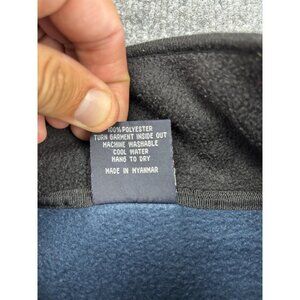 100% POLYESTER
TURN GARMENT INSIDE OUT
MACHINE WASHABLE
COOL WATER
HANG TO DRY
MADE IN MYANMAR